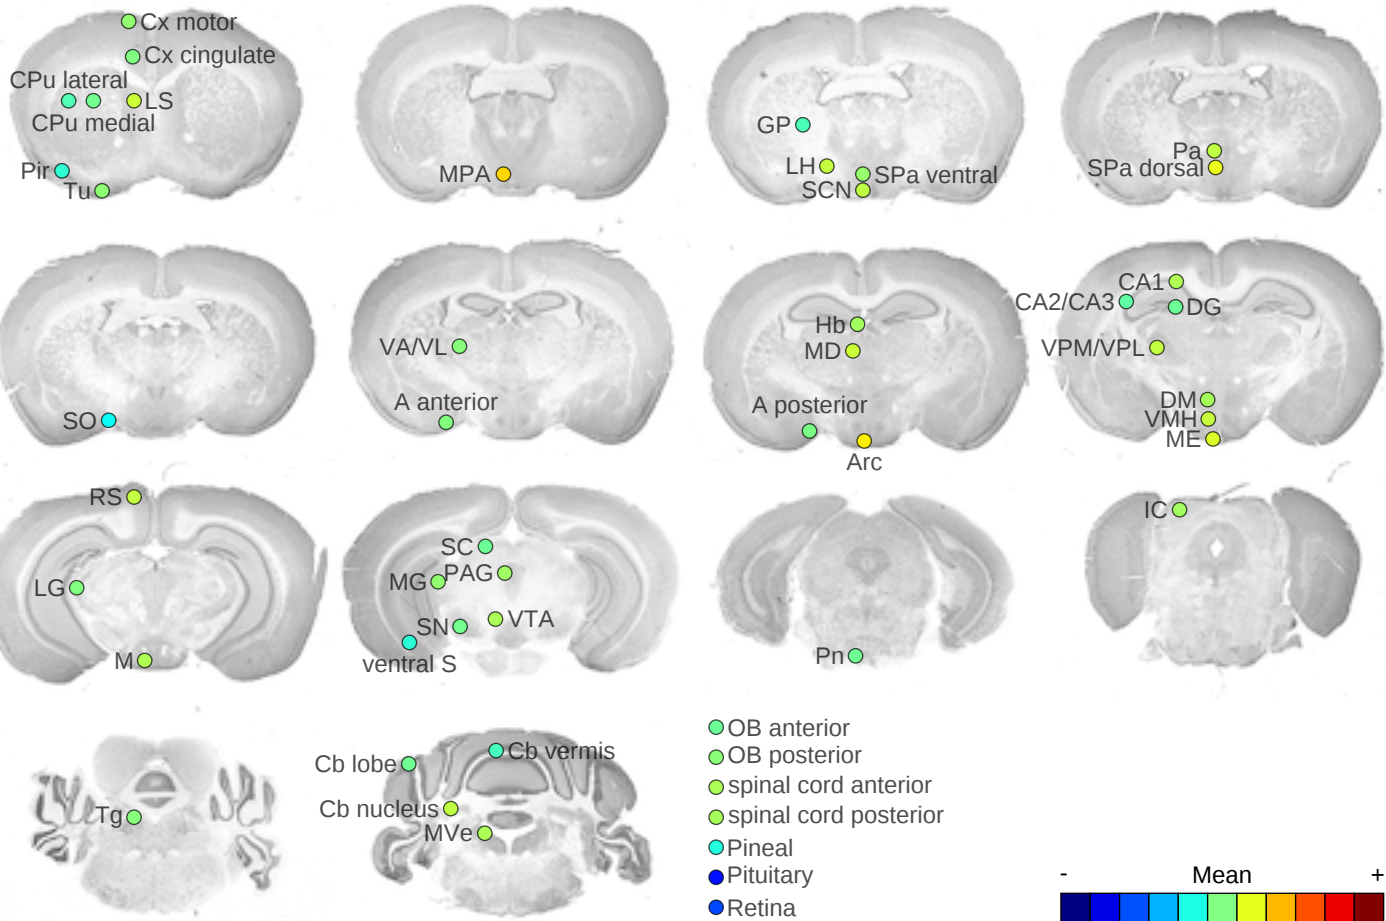 Cx motor
Cx cingulate
CPu lateral
LS
CPu medial
Pir
Tu
MPA
GP
LH
SPa ventral
SCN
Pa
SPa dorsal
SO
VA/VL
A anterior
Hb
MD
A posterior
Arc
CA1
CA2/CA3
DG
VPM/VPL
DM
VMH
ME
RS
LG
M
SC
MG
PAG
SN
VTA
ventral S
Pn
IC
Tg
Cb lobe
Cb vermis
Cb nucleus
MVe
OB anterior
OB posterior
spinal cord anterior
spinal cord posterior
Pineal
Pituitary
Retina
- Mean +